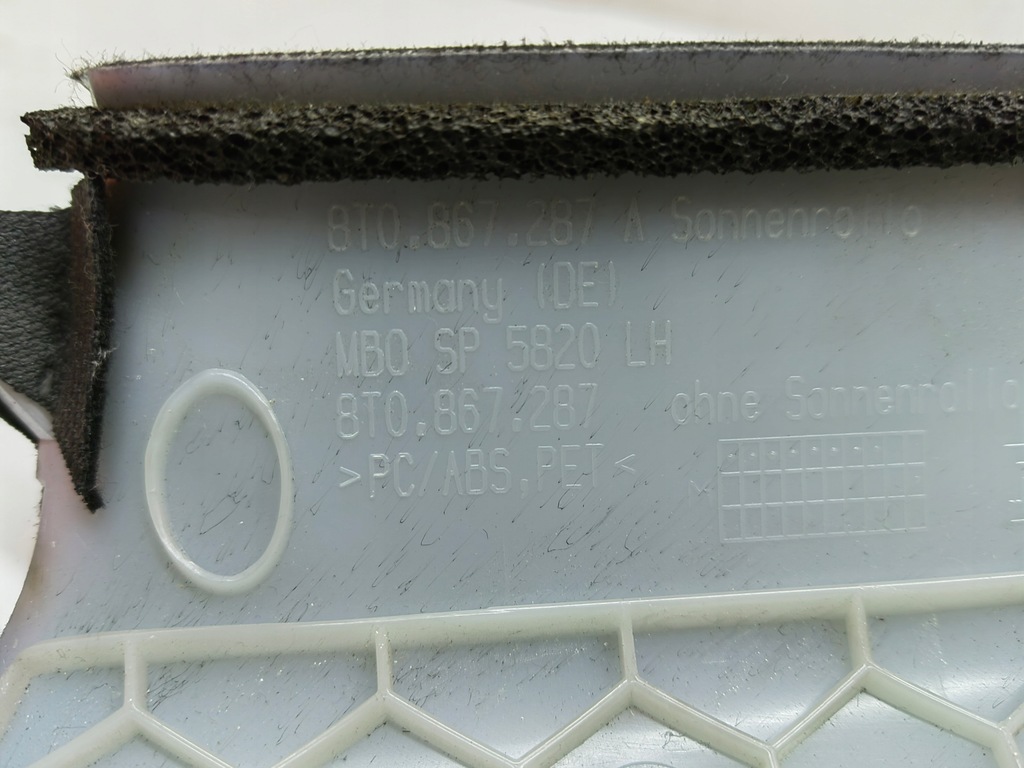 8T0.867.287 A Sonnenrollo
Germany (DE)
MBO SP 5820 LH
8T0.867.287 ohne Sonnenrollo
>PC/ABS,PET<